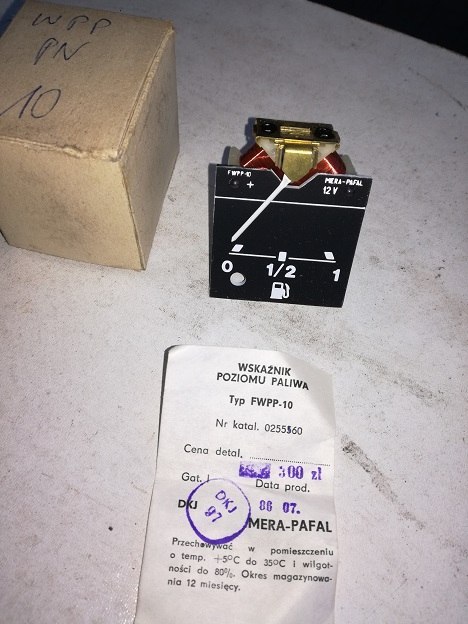 WPP
PN
10
FWPP-10
+
MERA-PAFAL
12 V
0 1/2 1
WSKAŹNIK
POZIOMU PALIWA
Typ FWPP-10
Nr katal. 0255560
Cena detal.
300 zł
Gat. I Data prod.
DKJ 86 07.
DKJ
97
MERA-PAFAL
Przechowywać w pomieszczeniu
o temp. +5°C do 35°C i wilgot-
ności do 80%. Okres magazynowa-
nia 12 miesięcy.